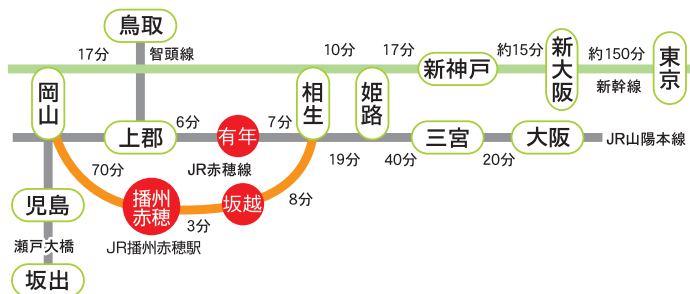 鳥取
智頭線
17分
10分
17分
新神戸
約15分
新大阪
約150分
新幹線
東京
岡山
上郡
6分
有年
7分
相生
姫路
19分
40分
三宮
20分
大阪
JR山陽本線
JR赤穂線
70分
播州
赤穂
3分
坂越
8分
JR播州赤穂駅
児島
瀬戸大橋
坂出